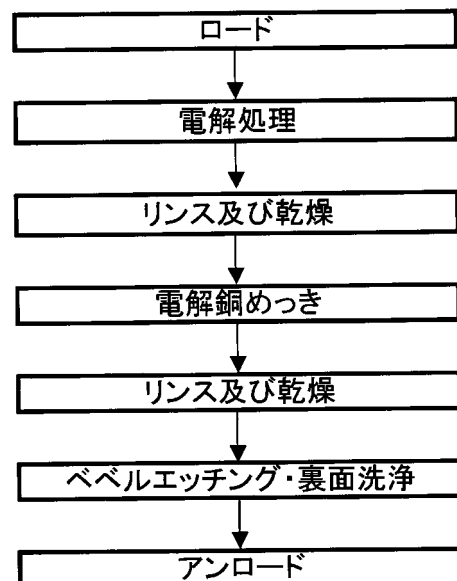 ロード
電解処理
リンス及び乾燥
電解銅めっき
リンス及び乾燥
ベベルエッチング・裏面洗浄
アンロード